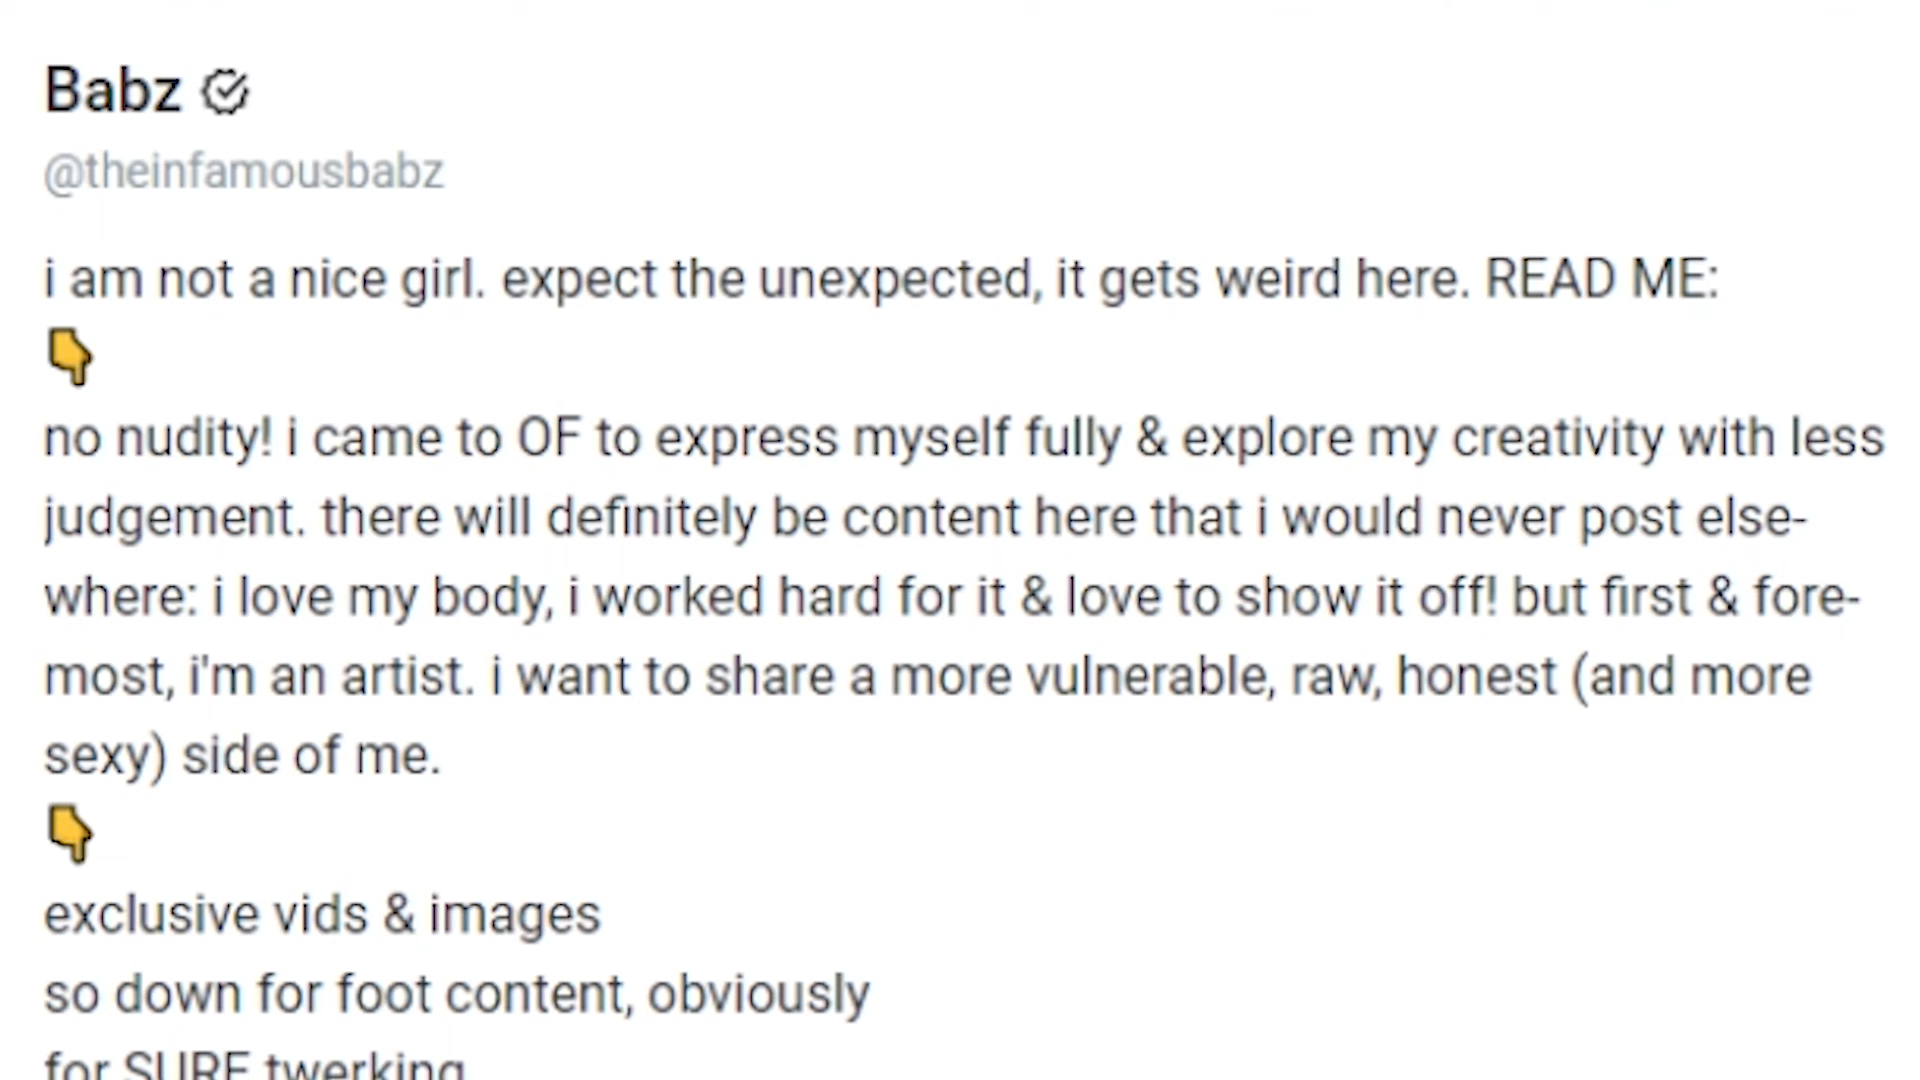 Babz
@theinfamousbabz
i am not a nice girl. expect the unexpected, it gets weird here. READ ME:
👇
no nudity! i came to OF to express myself fully & explore my creativity with less
judgement. there will definitely be content here that i would never post else-
where: i love my body, i worked hard for it & love to show it off! but first & fore-
most, i'm an artist. i want to share a more vulnerable, raw, honest (and more
sexy) side of me.
👇
exclusive vids & images
so down for foot content, obviously
for SURE twerking